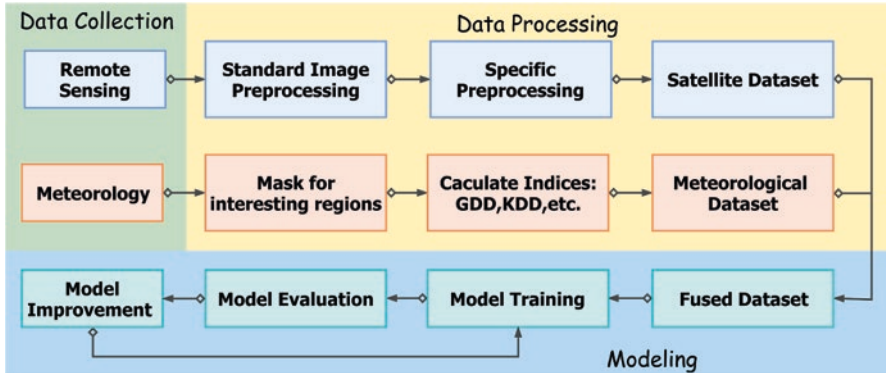 Data Collection
Data Processing
Remote
Sensing
Standard Image
Preprocessing
Specific
Preprocessing
Satellite Dataset
Meteorology
Mask for
interesting regions
Caculate Indices:
GDD,KDD,etc.
Meteorological
Dataset
Model
Improvement
Model Evaluation
Model Training
Fused Dataset
Modeling